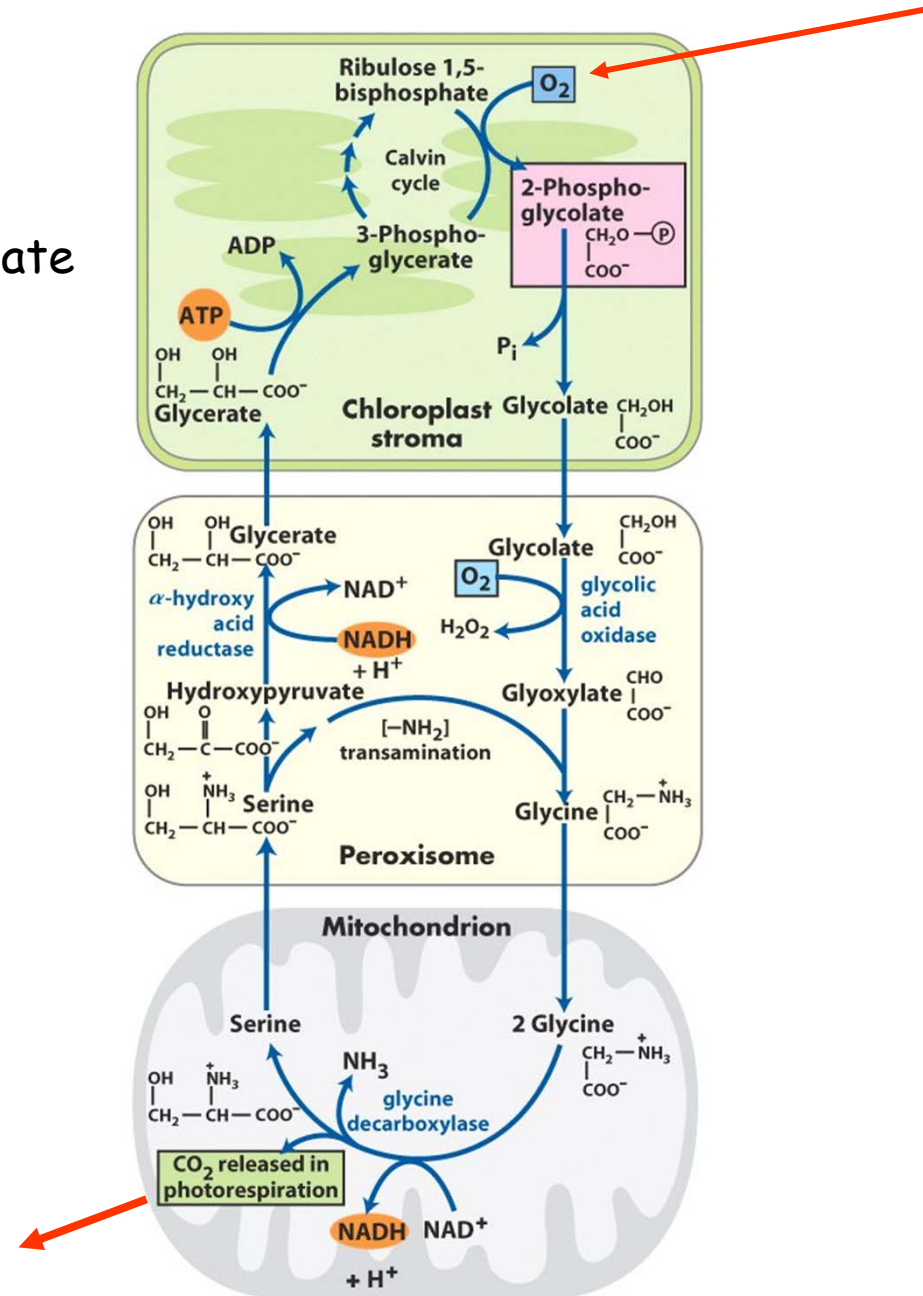 Ribulose 1,5-
bisphosphate
O₂
Calvin
cycle
2-Phospho-
glycolate
CH₂O — P
COO⁻
3-Phospho-
glycerate
ate
ADP
ATP
Pᵢ
OH OH
CH₂ — CH — COO⁻
Glycerate
Chloroplast
stroma
Glycolate
CH₂OH
COO⁻
OH OH
Glycerate
CH₂ — CH — COO⁻
Glycolate
CH₂OH
COO⁻
O₂
glycolic
acid
oxidase
H₂O₂
α-hydroxy
acid
reductase
NAD⁺
NADH
+ H⁺
Hydroxypyruvate
OH O
CH₂ — C — COO⁻
Glyoxylate
CHO
COO⁻
[—NH₂]
transamination
OH N⁺H₃
Serine
CH₂ — CH — COO⁻
Glycine
CH₂ — N⁺H₃
COO⁻
Peroxisome
Mitochondrion
Serine
2 Glycine
OH N⁺H₃
CH₂ — CH — COO⁻
CH₂ — N⁺H₃
COO⁻
NH₃
glycine
decarboxylase
CO₂ released in
photorespiration
NADH NAD⁺
+ H⁺